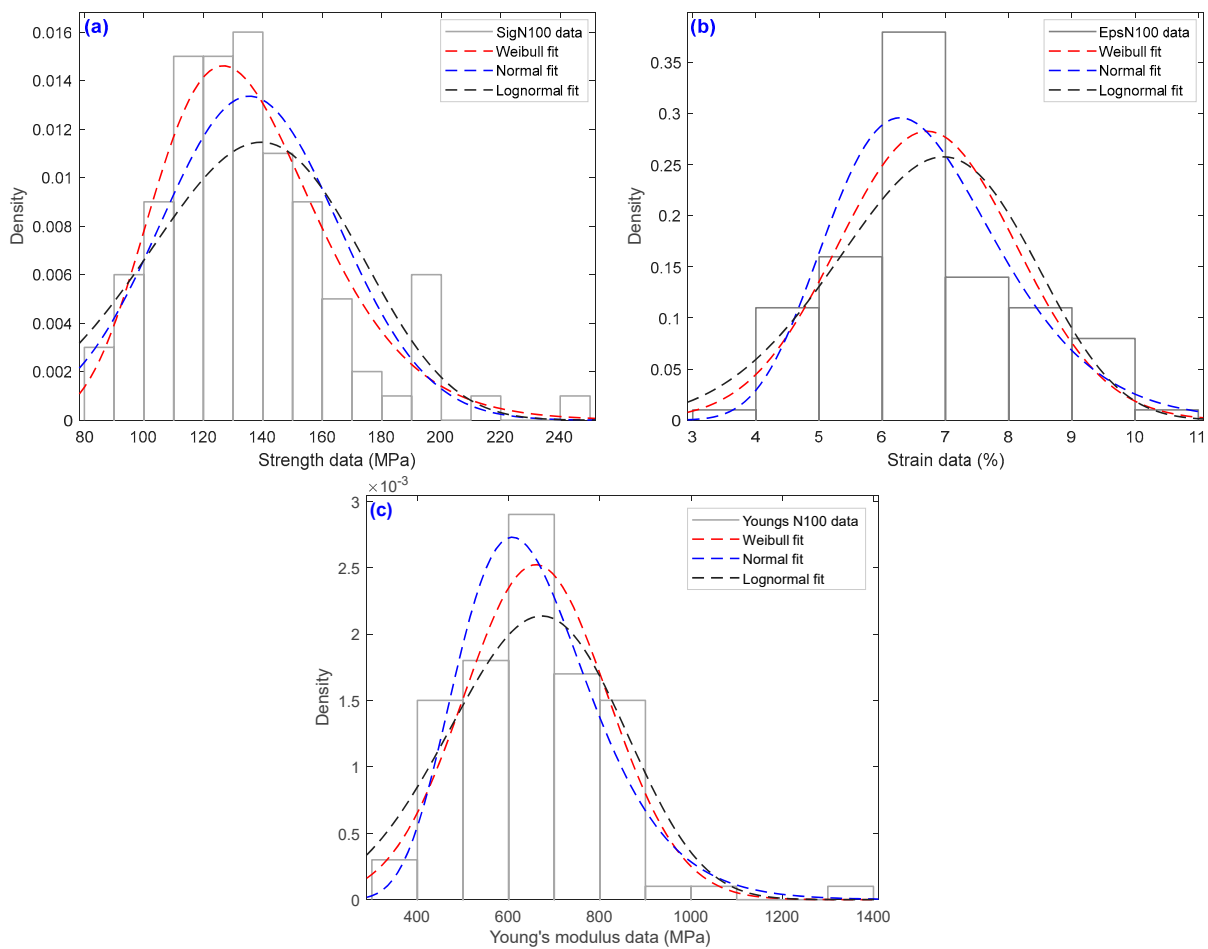 (a)
SigN100 data
Weibull fit
Normal fit
Lognormal fit
0.016
0.014
0.012
0.01
0.008
0.006
0.004
0.002
0
Density
80 100 120 140 160 180 200 220 240
Strength data (MPa)
(b)
EpsN100 data
Weibull fit
Normal fit
Lognormal fit
0.35
0.3
0.25
0.2
0.15
0.1
0.05
0
Density
3 4 5 6 7 8 9 10 11
Strain data (%)
×10⁻³
(c)
Youngs N100 data
Weibull fit
Normal fit
Lognormal fit
3
2.5
2
1.5
1
0.5
0
Density
400 600 800 1000 1200 1400
Young's modulus data (MPa)